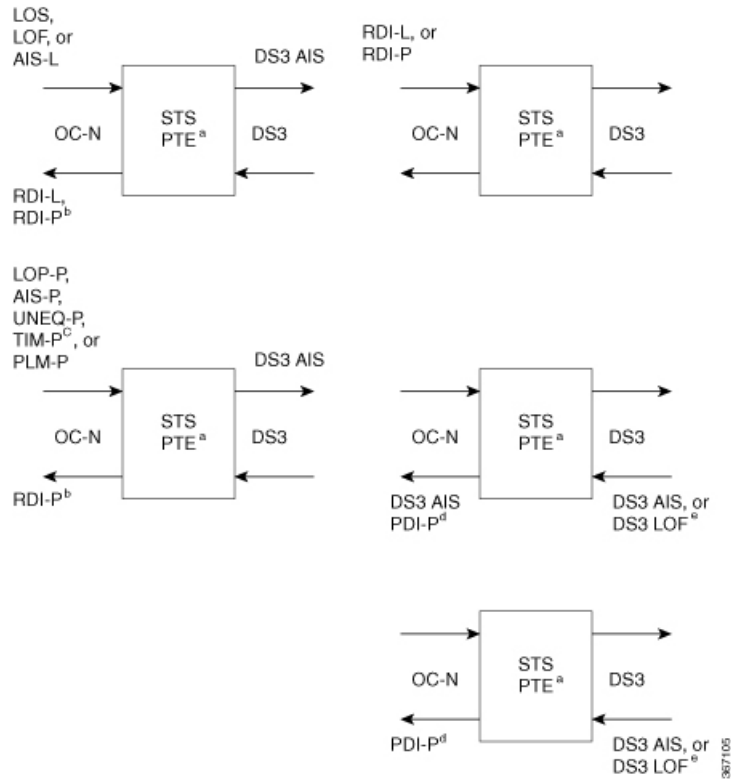 LOS,
LOF, or
AIS-L
DS3 AIS
OC-N
STS
PTE a
DS3
RDI-L,
RDI-P b
RDI-L, or
RDI-P
OC-N
STS
PTE a
DS3
LOP-P,
AIS-P,
UNEQ-P,
TIM-P C, or
PLM-P
DS3 AIS
OC-N
STS
PTE a
DS3
RDI-P b
OC-N
STS
PTE a
DS3
DS3 AIS
PDI-P d
DS3 AIS, or
DS3 LOF e
OC-N
STS
PTE a
DS3
PDI-P d
DS3 AIS, or
DS3 LOF e
367105